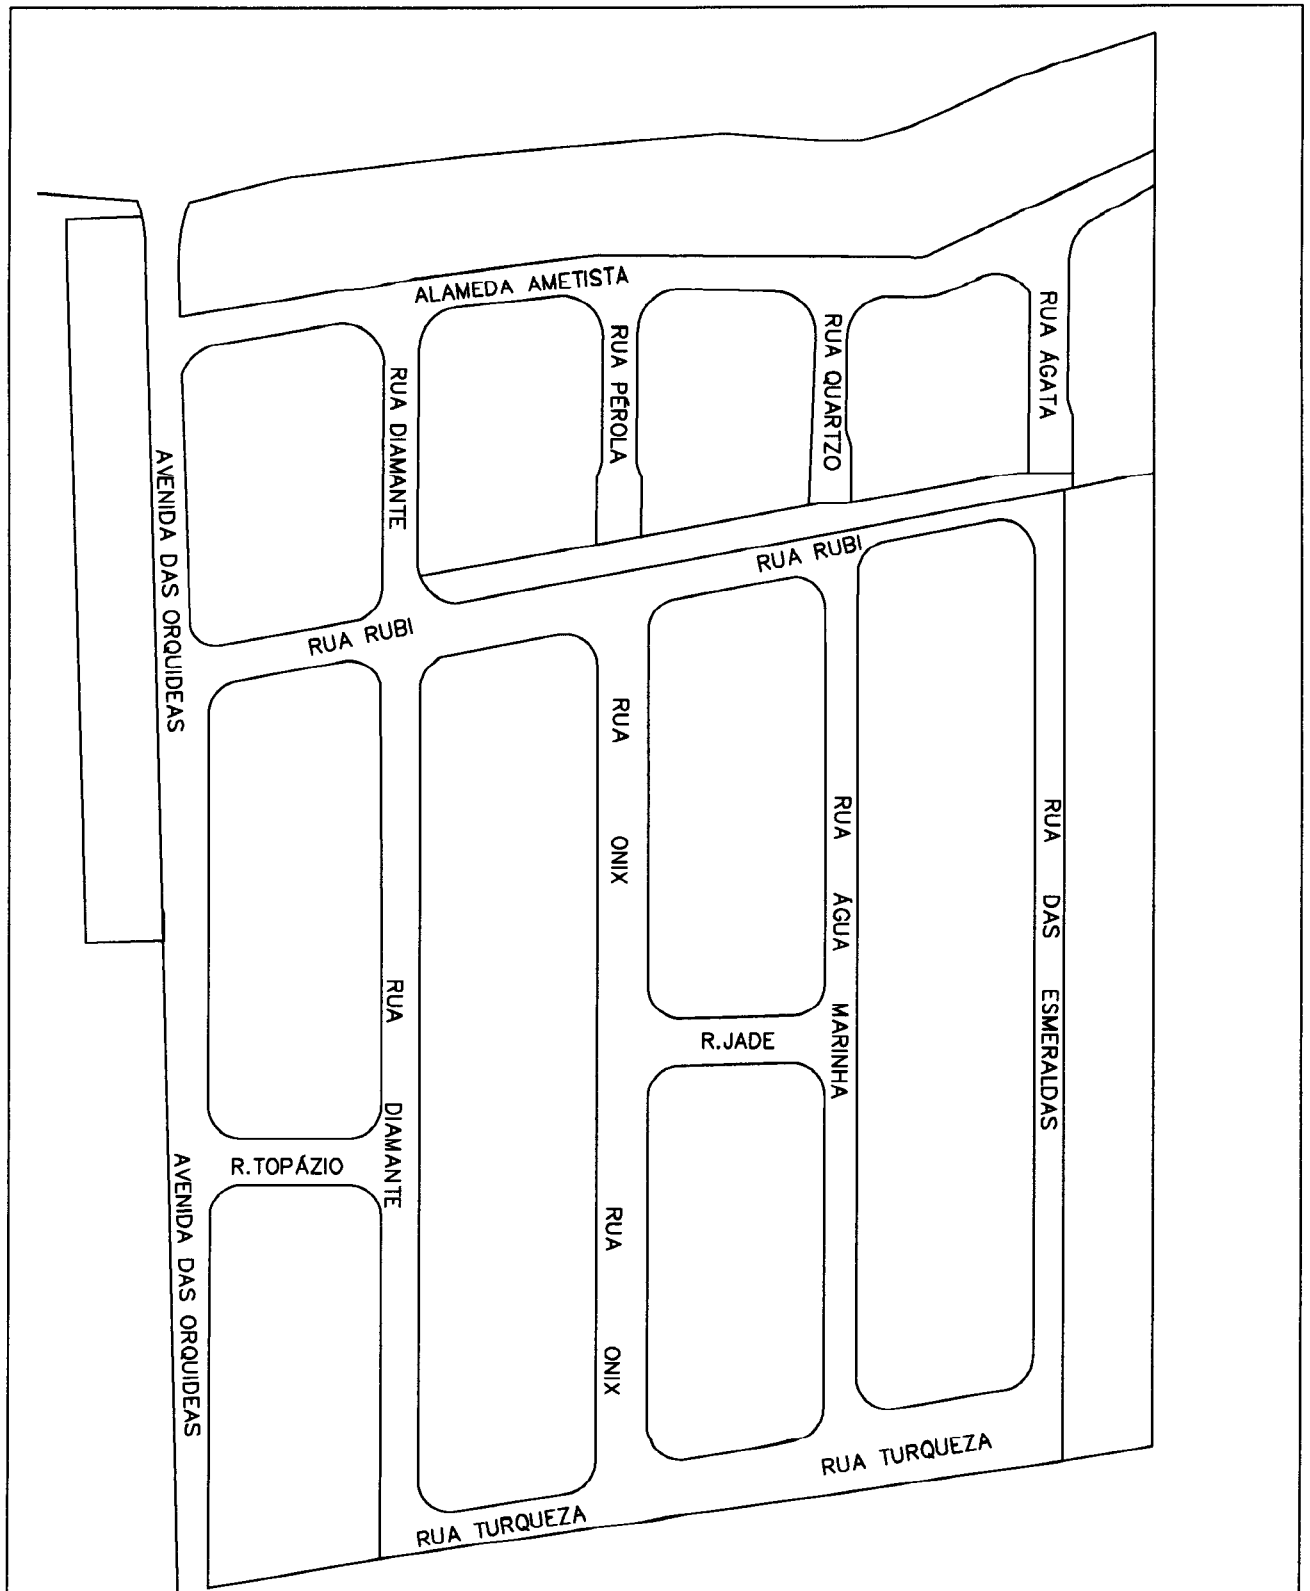 ALAMEDA AMETISTA
RUA DIAMANTE
RUA PÉROLA
RUA QUARTZO
RUA ÁGATA
AVENIDA DAS ORQUIDEAS
RUA RUBI
RUA RUBI
RUA ONIX
RUA ÁGUA MARINHA
RUA DAS ESMERALDAS
RUA DIAMANTE
R.JADE
R.TOPÁZIO
AVENIDA DAS ORQUIDEAS
RUA ONIX
RUA TURQUEZA
RUA TURQUEZA